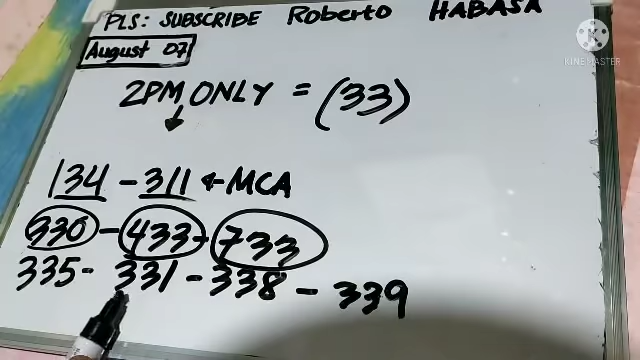 PLS: SUBSCRIBE Roberto HABASA
August 07
KINEMASTER
2PM ONLY = (33)
134 - 311 ← MCA
330 - 433 - 733
335 - 331 - 338 - 339